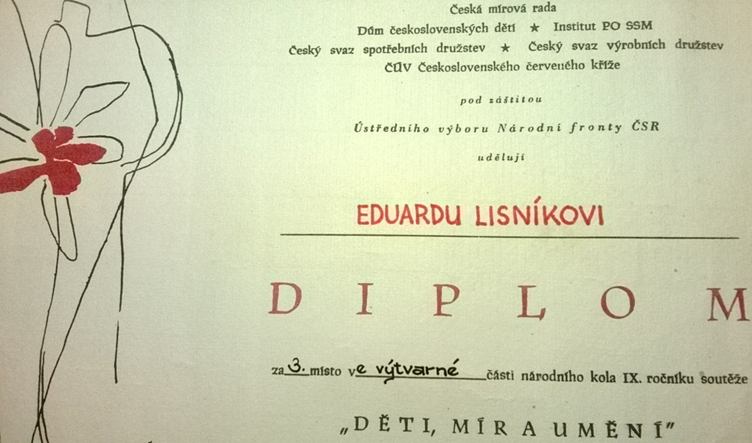 Česká mírová rada
Dům československých dětí ★ Institut PO SSM
Český svaz spotřebních družstev ★ Český svaz výrobních družstev
ČÚV Československého červeného kříže
pod záštitou
Ústředního výboru Národní fronty ČSR
udělují
EDUARDU LISNÍKOVI
DIPLOM
za 3. místo ve výtvarné části národního kola IX. ročníku soutěže
„DĚTI, MÍR A UMĚNÍ"